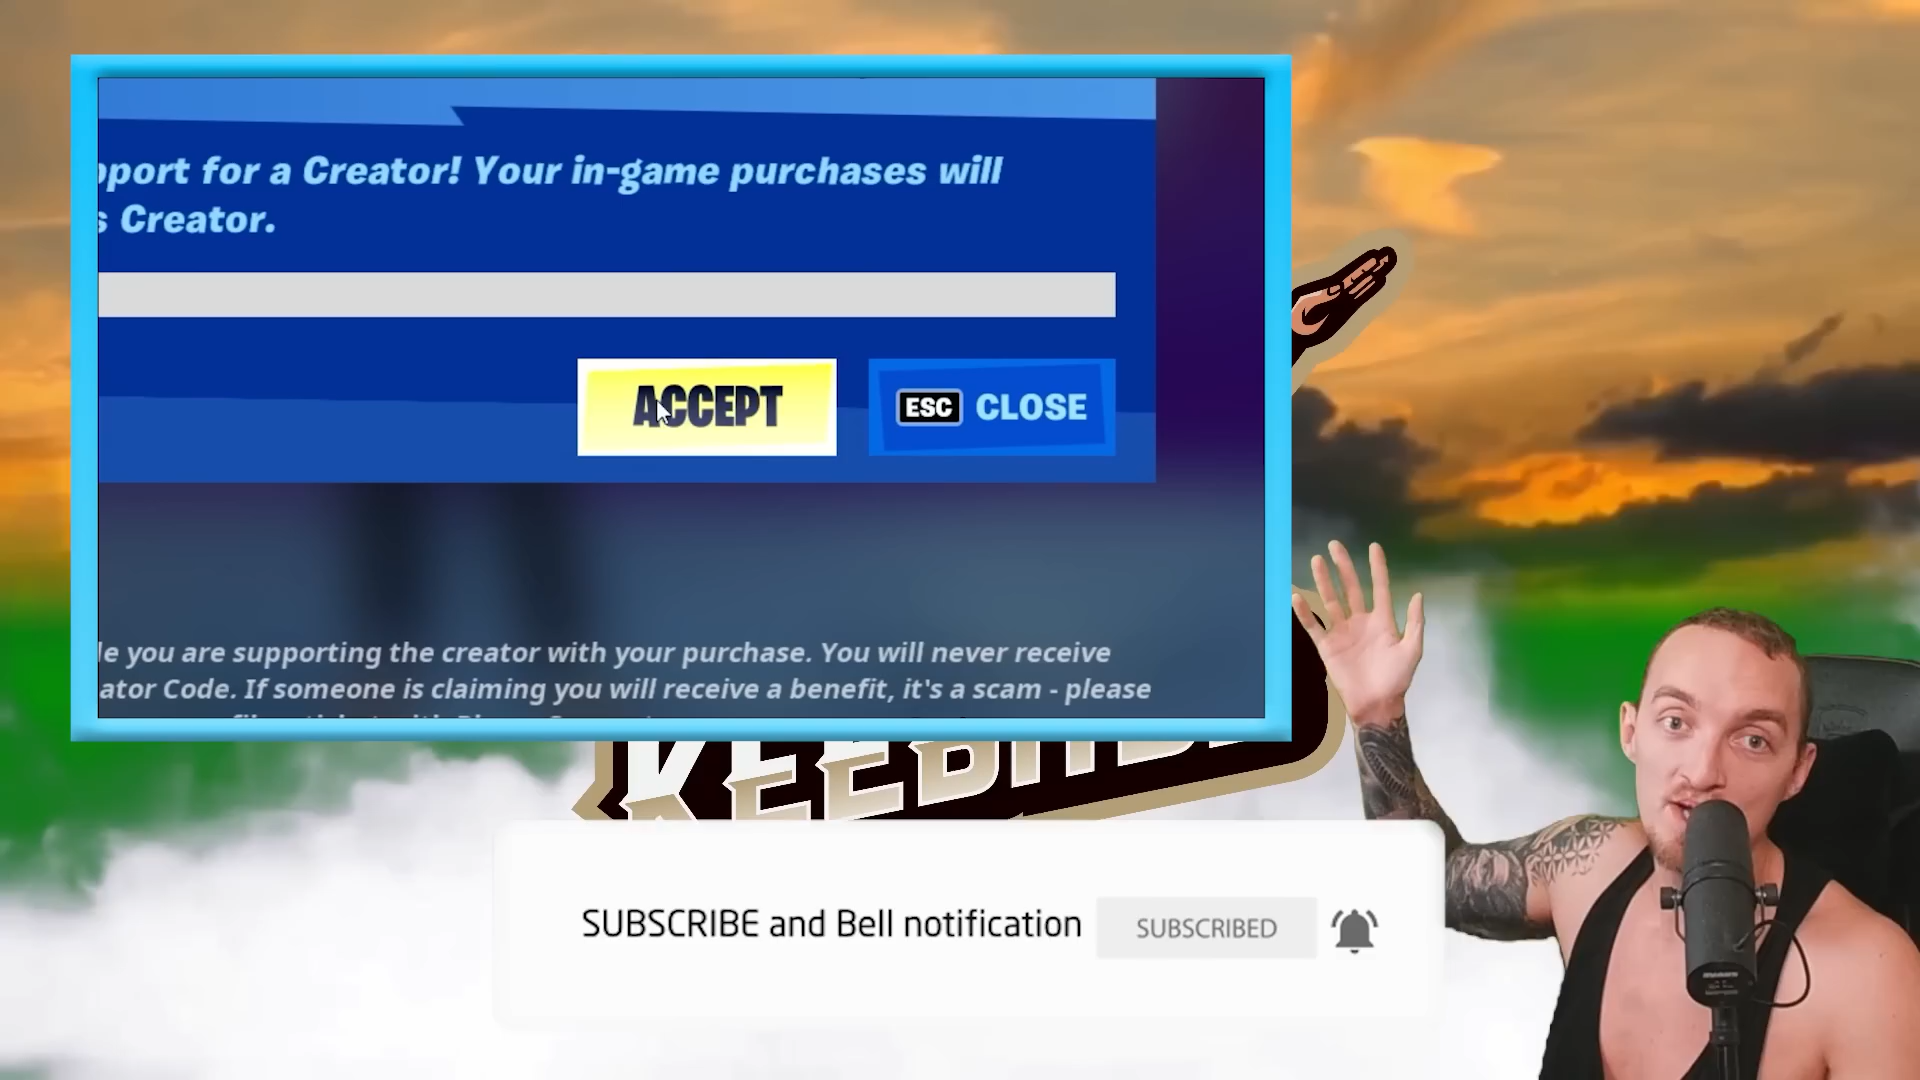 pport for a Creator! Your in-game purchases will
s Creator.
ACCEPT
ESC CLOSE
le you are supporting the creator with your purchase. You will never receive
ator Code. If someone is claiming you will receive a benefit, it's a scam - please
SUBSCRIBE and Bell notification
SUBSCRIBED